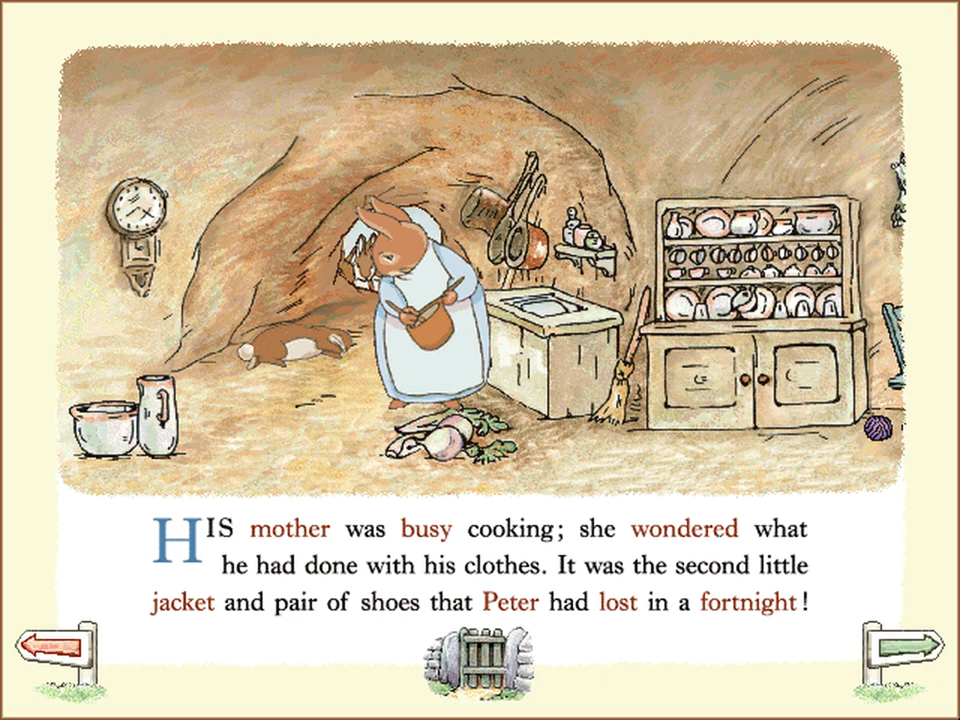 HIS mother was busy cooking; she wondered what
he had done with his clothes. It was the second little
jacket and pair of shoes that Peter had lost in a fortnight!